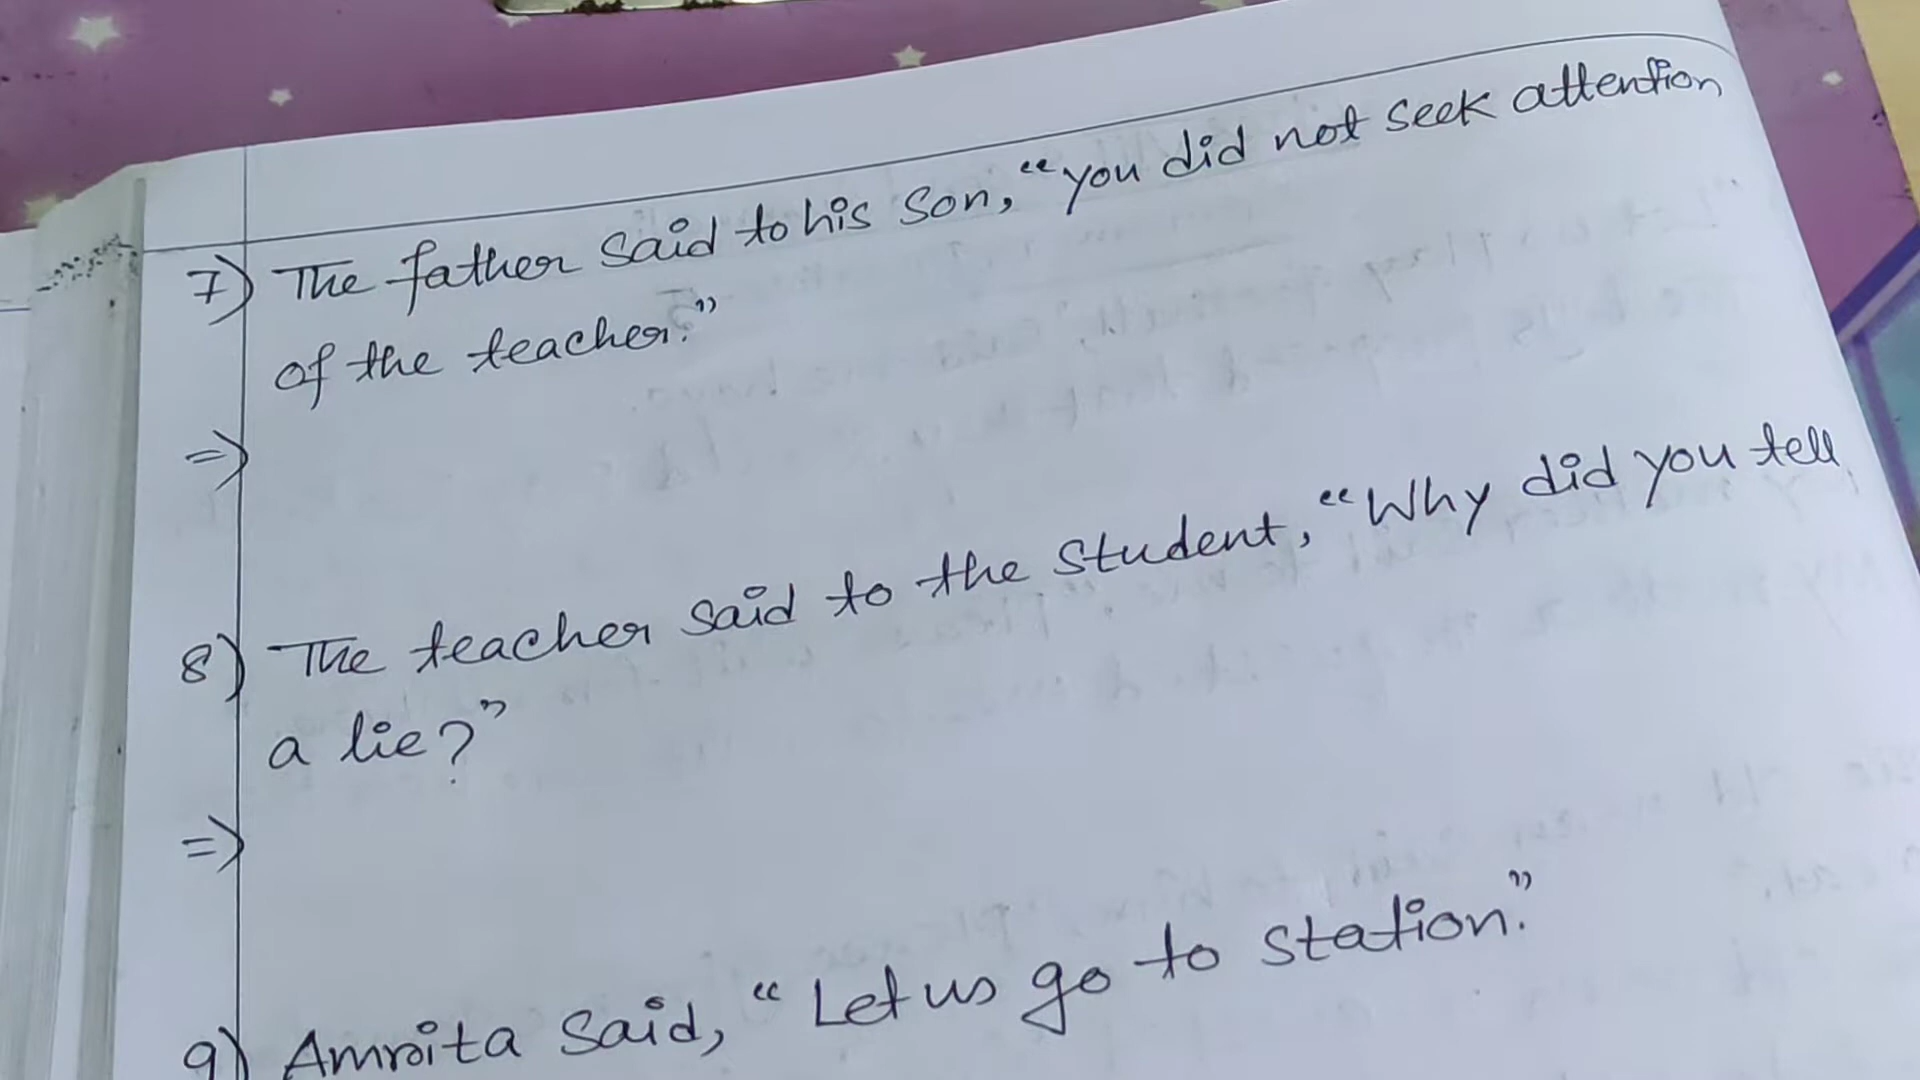 7) The father said to his son, "you did not seek attention
of the teacher."
=>
8) The teacher said to the student, "Why did you tell
a lie?"
=>
9) Amrita said, "Let us go to station."